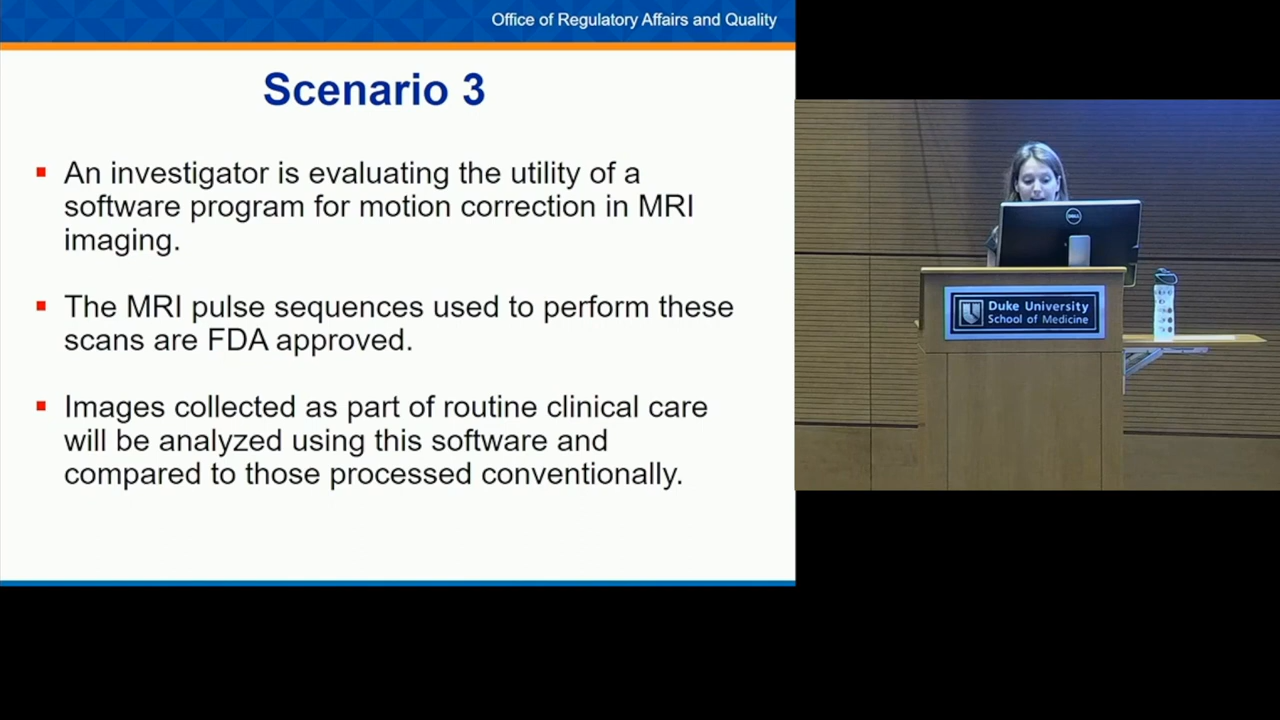 Office of Regulatory Affairs and Quality
Scenario 3
An investigator is evaluating the utility of a
software program for motion correction in MRI
imaging.
The MRI pulse sequences used to perform these
scans are FDA approved.
Images collected as part of routine clinical care
will be analyzed using this software and
compared to those processed conventionally.
DELL
Duke University
School of Medicine